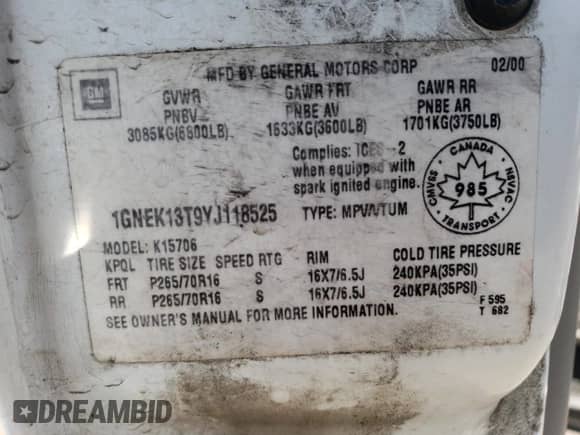 GM
MFD BY GENERAL MOTORS CORP 02/00
GVWR GAWR FRT GAWR RR
PNBV PNBE AV PNBE AR
3085KG(6800LB) 1633KG(3600LB) 1701KG(3750LB)
Complies: ICES -2
when equipped with
spark ignited engine.
CANADA
CMVSS 985 NSVAC
TRANSPORT
1GNEK13T9YJ118525 TYPE: MPV/VTUM
MODEL: K15706
KPQL TIRE SIZE SPEED RTG RIM COLD TIRE PRESSURE
FRT P265/70R16 S 16X7/6.5J 240KPA(35PSI)
RR P265/70R16 S 16X7/6.5J 240KPA(35PSI)
SEE OWNER'S MANUAL FOR MORE INFORMATION.
F 595
T 682
DREAMBID